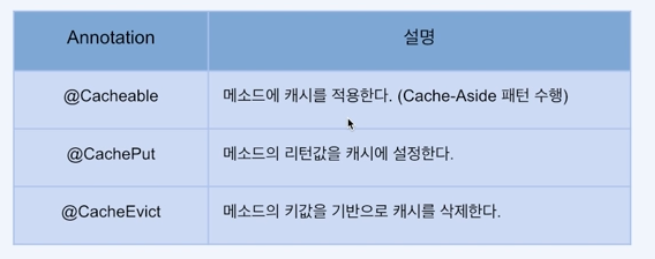 Annotation 설명
@Cacheable 메소드에 캐시를 적용한다. (Cache-Aside 패턴 수행)
@CachePut 메소드의 리턴값을 캐시에 설정한다.
@CacheEvict 메소드의 키값을 기반으로 캐시를 삭제한다.